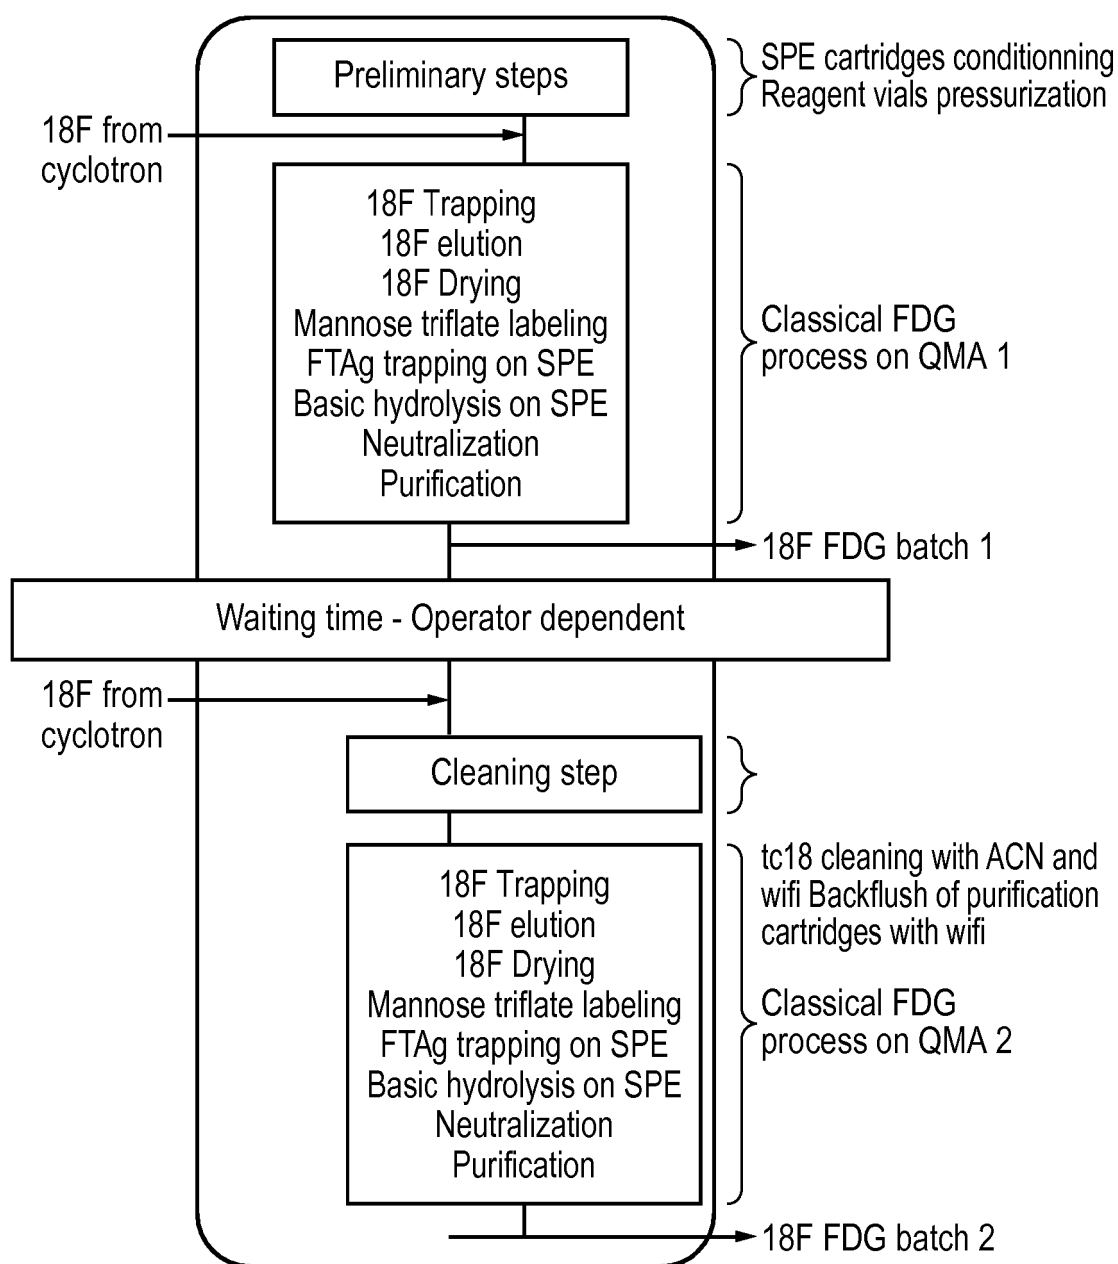 Preliminary steps
SPE cartridges conditionning
Reagent vials pressurization
18F from
cyclotron
18F Trapping
18F elution
18F Drying
Mannose triflate labeling
FTAg trapping on SPE
Basic hydrolysis on SPE
Neutralization
Purification
Classical FDG
process on QMA 1
18F FDG batch 1
Waiting time - Operator dependent
18F from
cyclotron
Cleaning step
18F Trapping
18F elution
18F Drying
Mannose triflate labeling
FTAg trapping on SPE
Basic hydrolysis on SPE
Neutralization
Purification
tc18 cleaning with ACN and
wifi Backflush of purification
cartridges with wifi
Classical FDG
process on QMA 2
18F FDG batch 2